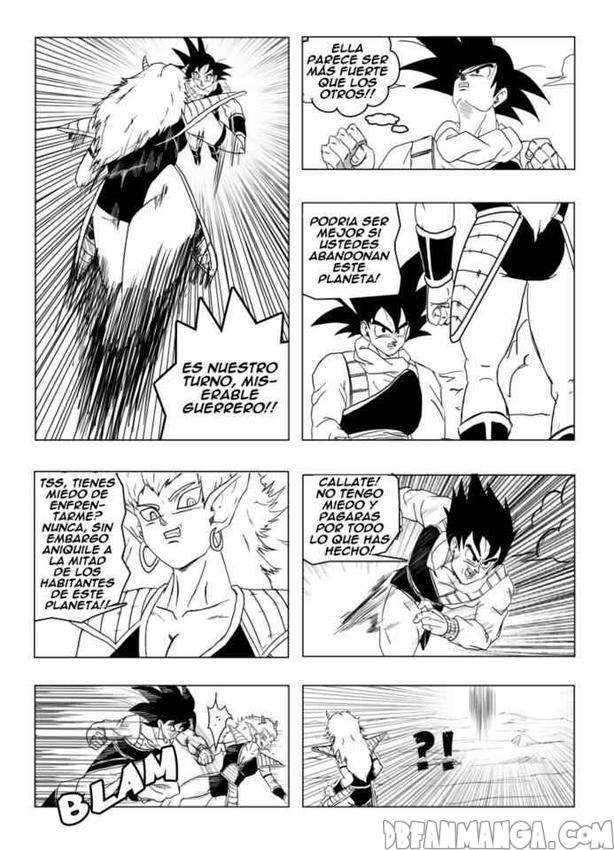 ES NUESTRO
TURNO, MIS-
ERABLE
GUERRERO!!
ELLA
PARECE SER
MÁS FUERTE
QUE LOS
OTROS!!
PODRIA SER
MEJOR SI
USTEDES
ABANDONAN
ESTE
PLANETA!
TSS, TIENES
MIEDO DE
ENFREN-
TARME?
NUNCA, SIN
EMBARGO
ANIQUILE A
LA MITAD
DE LOS
HABITANTES
DE ESTE
PLANETA!!
CALLATE!
NO TENGO
MIEDO Y
PAGARAS
POR TODO
LO QUE HAS
HECHO!
BLAM
?!
DBFANMANGA.COM